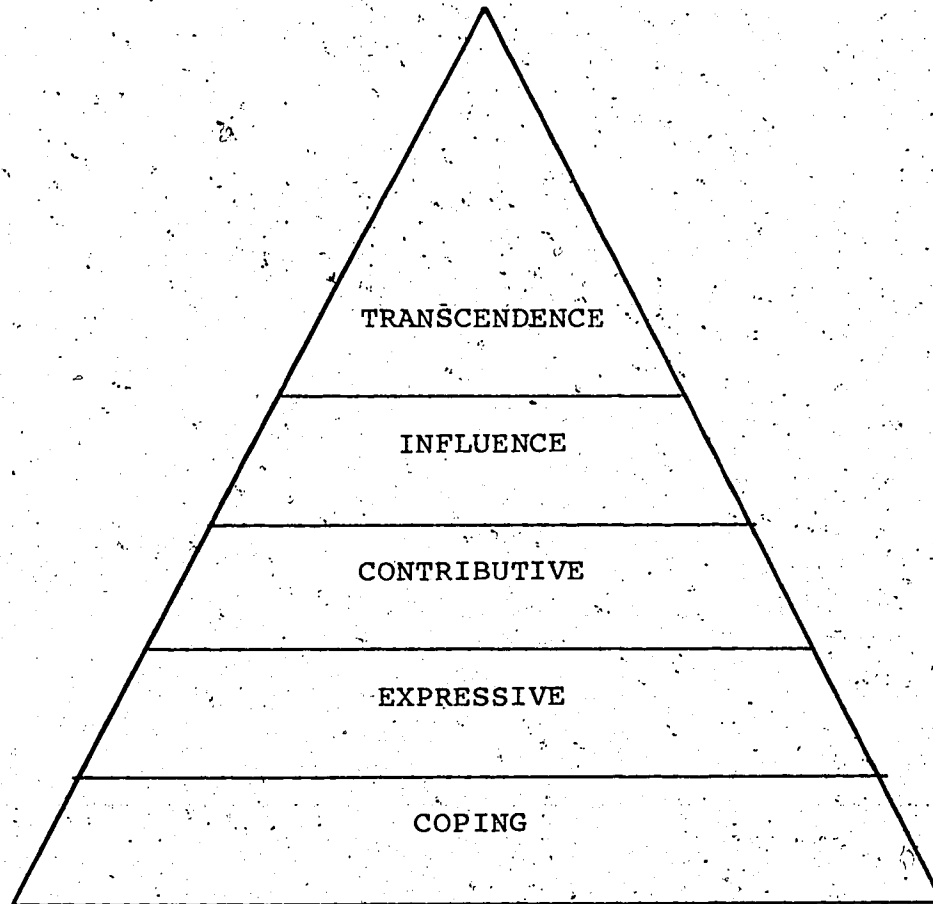 TRANSCENDENCE
INFLUENCE
CONTRIBUTIVE
EXPRESSIVE
COPING